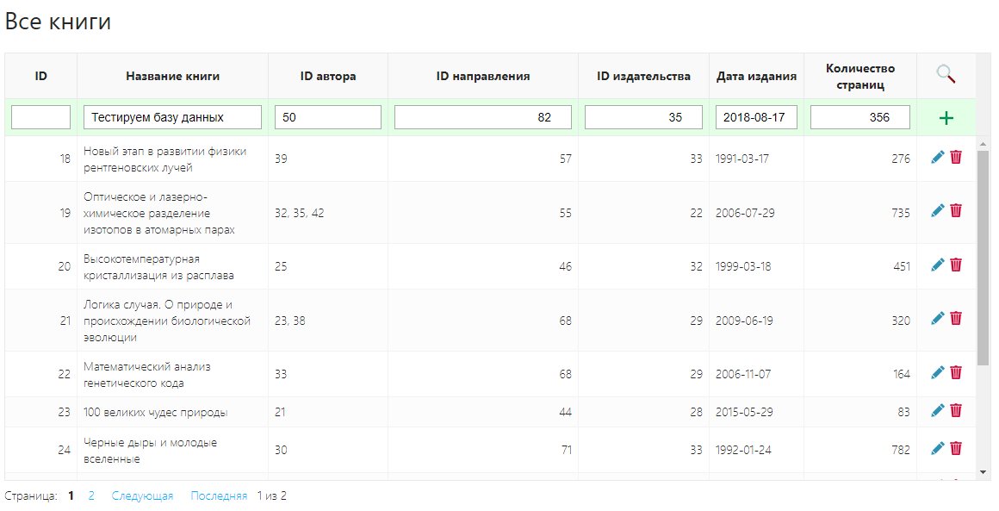 Все книги
ID Название книги ID автора ID направления ID издательства Дата издания Количество
страниц
Тестируем базу данных 50 82 35 2018-08-17 356
18 Новый этап в развитии физики
рентгеновских лучей 39 57 33 1991-03-17 276
19 Оптическое и лазерно-
химическое разделение
изотопов в атомарных парах 32, 35, 42 55 22 2006-07-29 735
20 Высокотемпературная
кристаллизация из расплава 25 46 32 1999-03-18 451
21 Логика случая. О природе и
происхождении биологической
эволюции 23, 38 68 29 2009-06-19 320
22 Математический анализ
генетического кода 33 68 29 2006-11-07 164
23 100 великих чудес природы 21 44 28 2015-05-29 83
24 Черные дыры и молодые
вселенные 30 71 33 1992-01-24 782
Страница: 1 2 Следующая Последняя 1 из 2